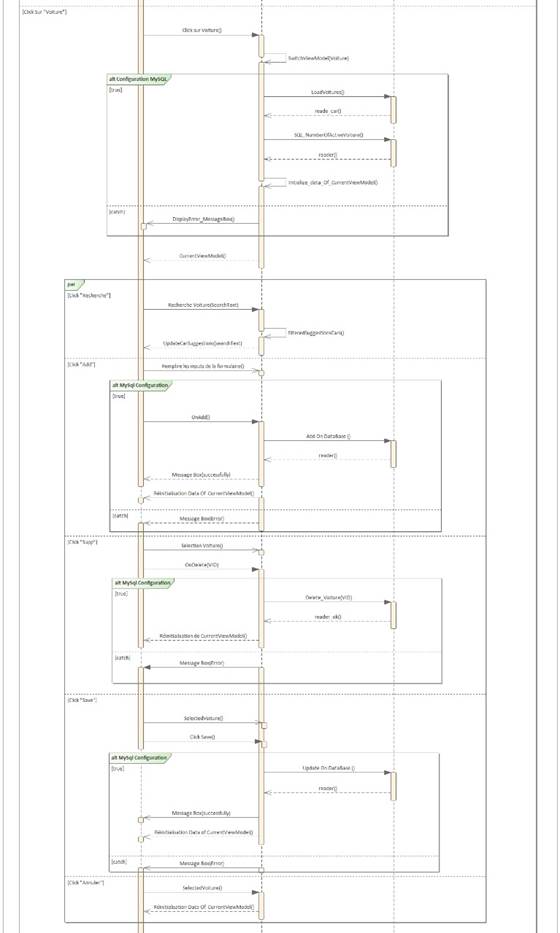 [Click Sur "Voiture"]
Click sur Voiture()
SwitchViewModel(Voiture)
alt Configuration MySQL
[true]
LoadVoitures()
reade_car()
SQL_NumberOfActiveVoiture()
reader()
Initialize_data_Of_CurrentViewModel()
[catch]
DisplayError_MessageBox()
CurrentViewModel()
par
[Click "Recherche"]
Recherche Voiture(SearchText)
FilteredSuggestionsCars()
UpdateCarSuggestions(searchText)
[Click "Add"]
Remplire les inputs de la formulaire()
alt MySql Configuration
[true]
OnAdd()
Add On DataBase ()
reader()
Message Box(successfully)
Réinitialisation Data Of CurrentViewModel()
[catch]
Message Box(Error)
[Click "Supp"]
Selection Voiture()
OnDelete(VID)
alt MySql Configuration
[true]
Delete_Voiture(VID)
reader_ok()
Réinitialisation de CurrentViewModel()
[catch]
Message Box(Error)
[Click "Save"]
SelectedVoiture()
Click Save()
alt MySql Configuration
[true]
Update On DataBase ()
reader()
Message Box(succesfully)
Réinitialisation Data of CurrentViewModel()
[catch]
Message Box(Error)
[Click "Annuler"]
SelectedVoiture()
Réinitialisation Data Of CurrentViewModel()